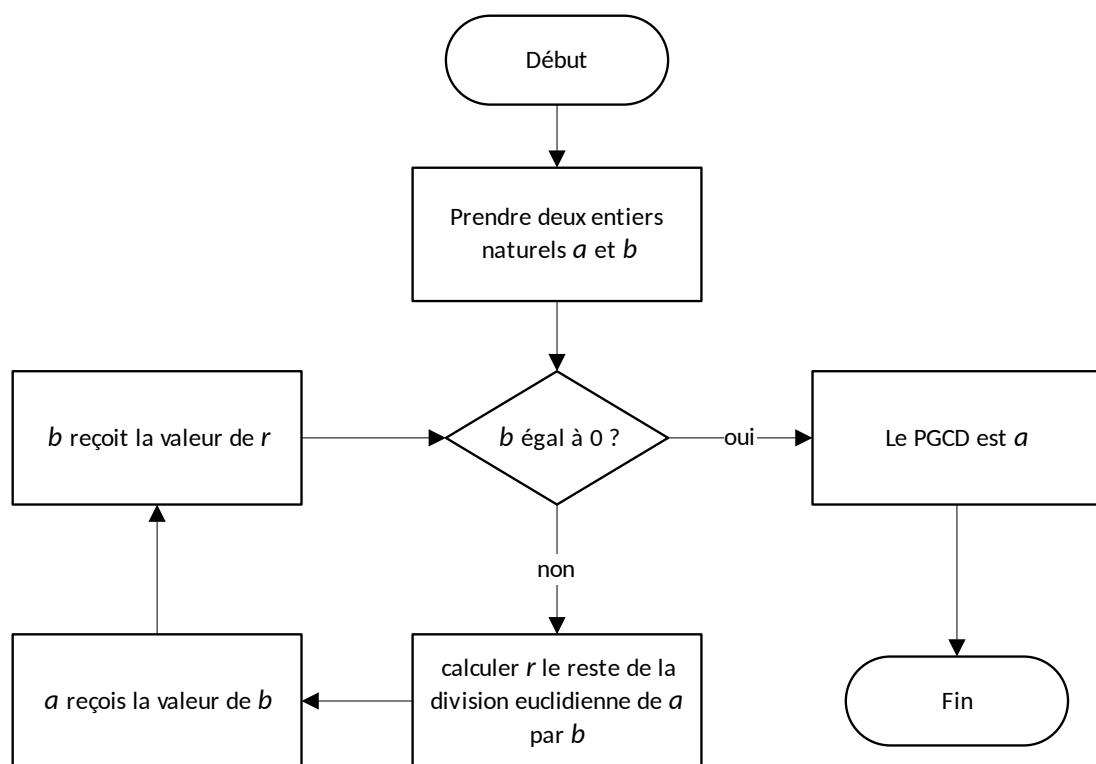 Début
Prendre deux entiers
naturels a et b
b reçoit la valeur de r
b égal à 0 ?
oui
Le PGCD est a
non
a reçois la valeur de b
calculer r le reste de la
division euclidienne de a
par b
Fin